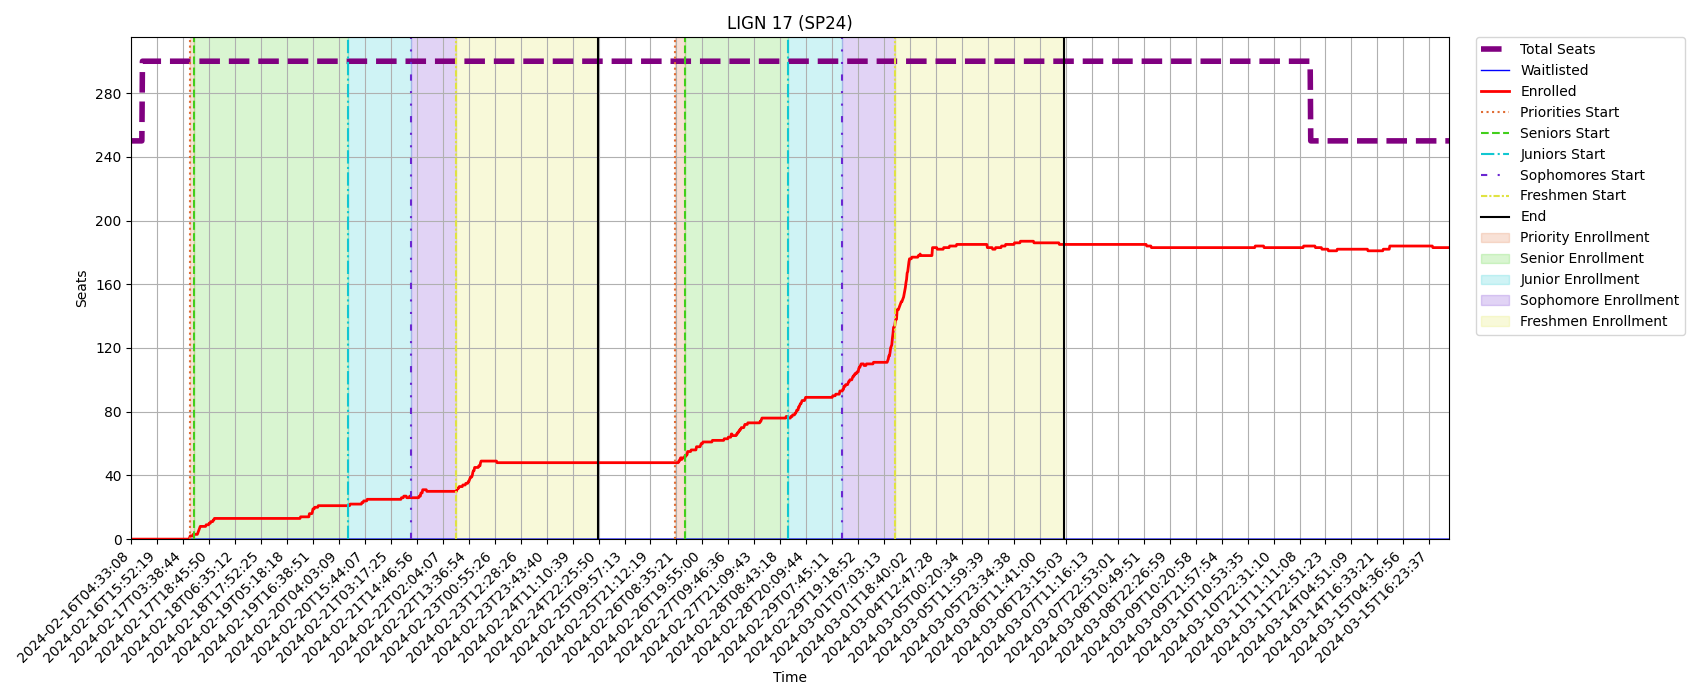 LIGN 17 (SP24)
Seats
280
240
200
160
120
80
40
0
2024-02-16T04:33:08
2024-02-16T15:52:19
2024-02-17T03:38:44
2024-02-17T18:45:50
2024-02-18T06:35:12
2024-02-18T17:52:25
2024-02-19T05:18:18
2024-02-19T16:38:51
2024-02-20T04:03:09
2024-02-20T15:44:07
2024-02-21T03:17:25
2024-02-21T14:46:56
2024-02-22T02:04:07
2024-02-22T13:36:54
2024-02-23T00:55:26
2024-02-23T12:28:26
2024-02-23T23:43:40
2024-02-24T11:10:39
2024-02-24T22:25:50
2024-02-25T09:57:13
2024-02-25T21:12:19
2024-02-26T08:35:21
2024-02-26T19:55:00
2024-02-27T09:46:36
2024-02-27T21:09:43
2024-02-28T08:43:18
2024-02-28T20:09:44
2024-02-29T07:45:11
2024-02-29T19:18:52
2024-03-01T07:03:13
2024-03-01T18:40:02
2024-03-04T12:47:28
2024-03-05T00:20:34
2024-03-05T11:59:39
2024-03-05T23:34:38
2024-03-06T11:41:00
2024-03-06T23:15:03
2024-03-07T11:16:13
2024-03-07T22:53:01
2024-03-08T10:49:51
2024-03-08T22:26:59
2024-03-09T10:20:58
2024-03-09T21:57:54
2024-03-10T10:53:35
2024-03-10T22:31:10
2024-03-11T11:11:08
2024-03-11T22:51:23
2024-03-14T04:51:09
2024-03-14T16:33:21
2024-03-15T04:36:56
2024-03-15T16:23:37
Time
Total Seats
Waitlisted
Enrolled
Priorities Start
Seniors Start
Juniors Start
Sophomores Start
Freshmen Start
End
Priority Enrollment
Senior Enrollment
Junior Enrollment
Sophomore Enrollment
Freshmen Enrollment